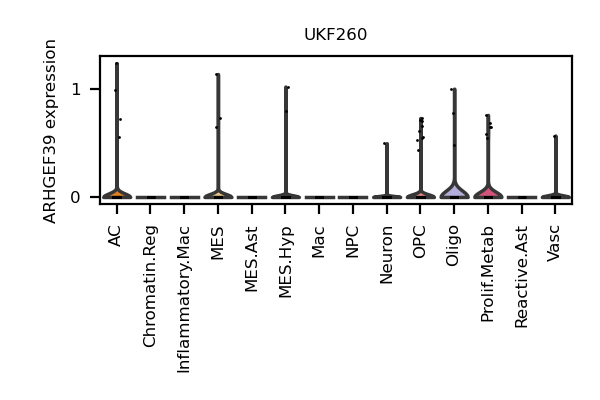 UKF260
ARHGEF39 expression
1
0
AC
Chromatin.Reg
Inflammatory.Mac
MES
MES.Ast
MES.Hyp
Mac
NPC
Neuron
OPC
Oligo
Prolif.Metab
Reactive.Ast
Vasc